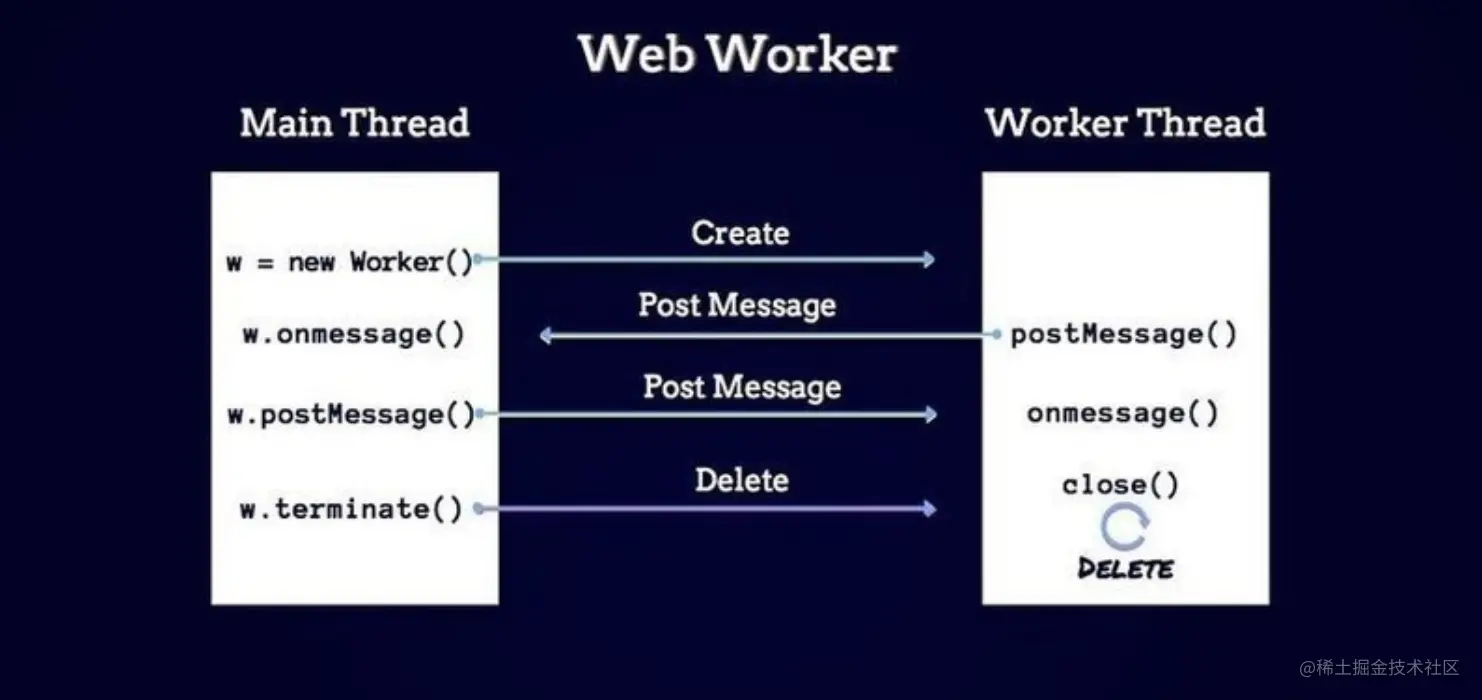 Web Worker
Main Thread
Worker Thread
w = new Worker()
Create
w.onmessage()
Post Message
postMessage()
w.postMessage()
Post Message
onmessage()
w.terminate()
Delete
close()
DELETE
@稀土掘金技术社区